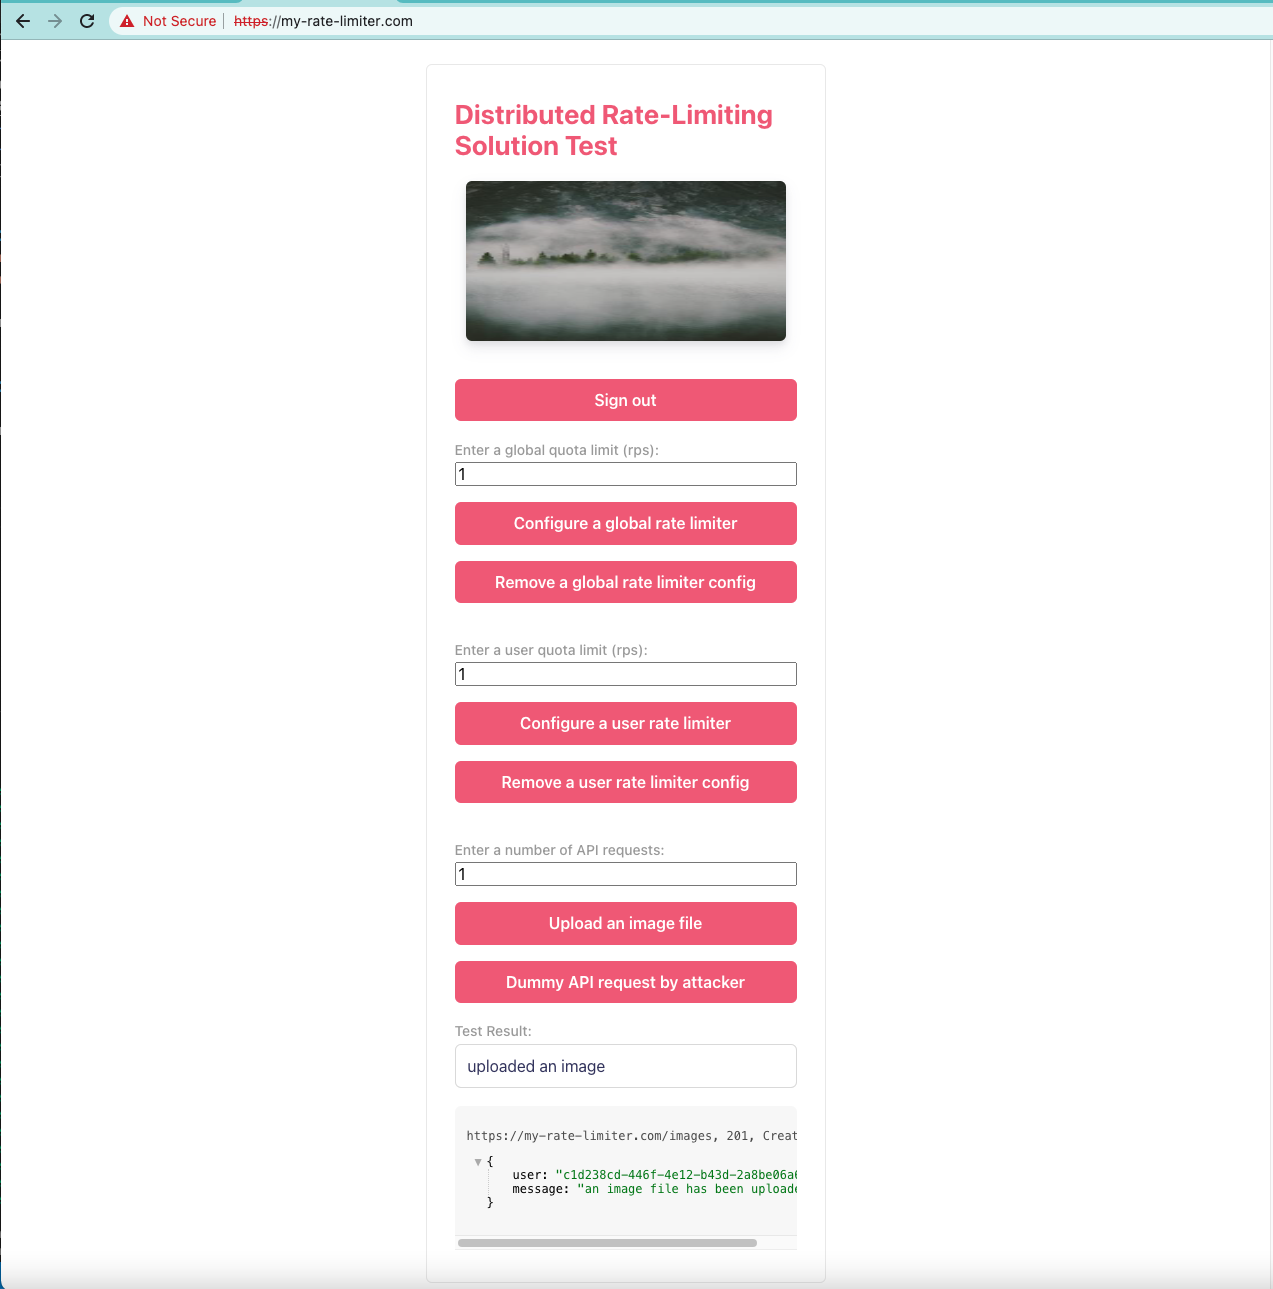 Not Secure | https://my-rate-limiter.com
Distributed Rate-Limiting
Solution Test
Sign out
Enter a global quota limit (rps):
1
Configure a global rate limiter
Remove a global rate limiter config
Enter a user quota limit (rps):
1
Configure a user rate limiter
Remove a user rate limiter config
Enter a number of API requests:
1
Upload an image file
Dummy API request by attacker
Test Result:
uploaded an image
https://my-rate-limiter.com/images, 201, Creat
{
user: "c1d238cd-446f-4e12-b43d-2a8be06a6
message: "an image file has been uploade
}